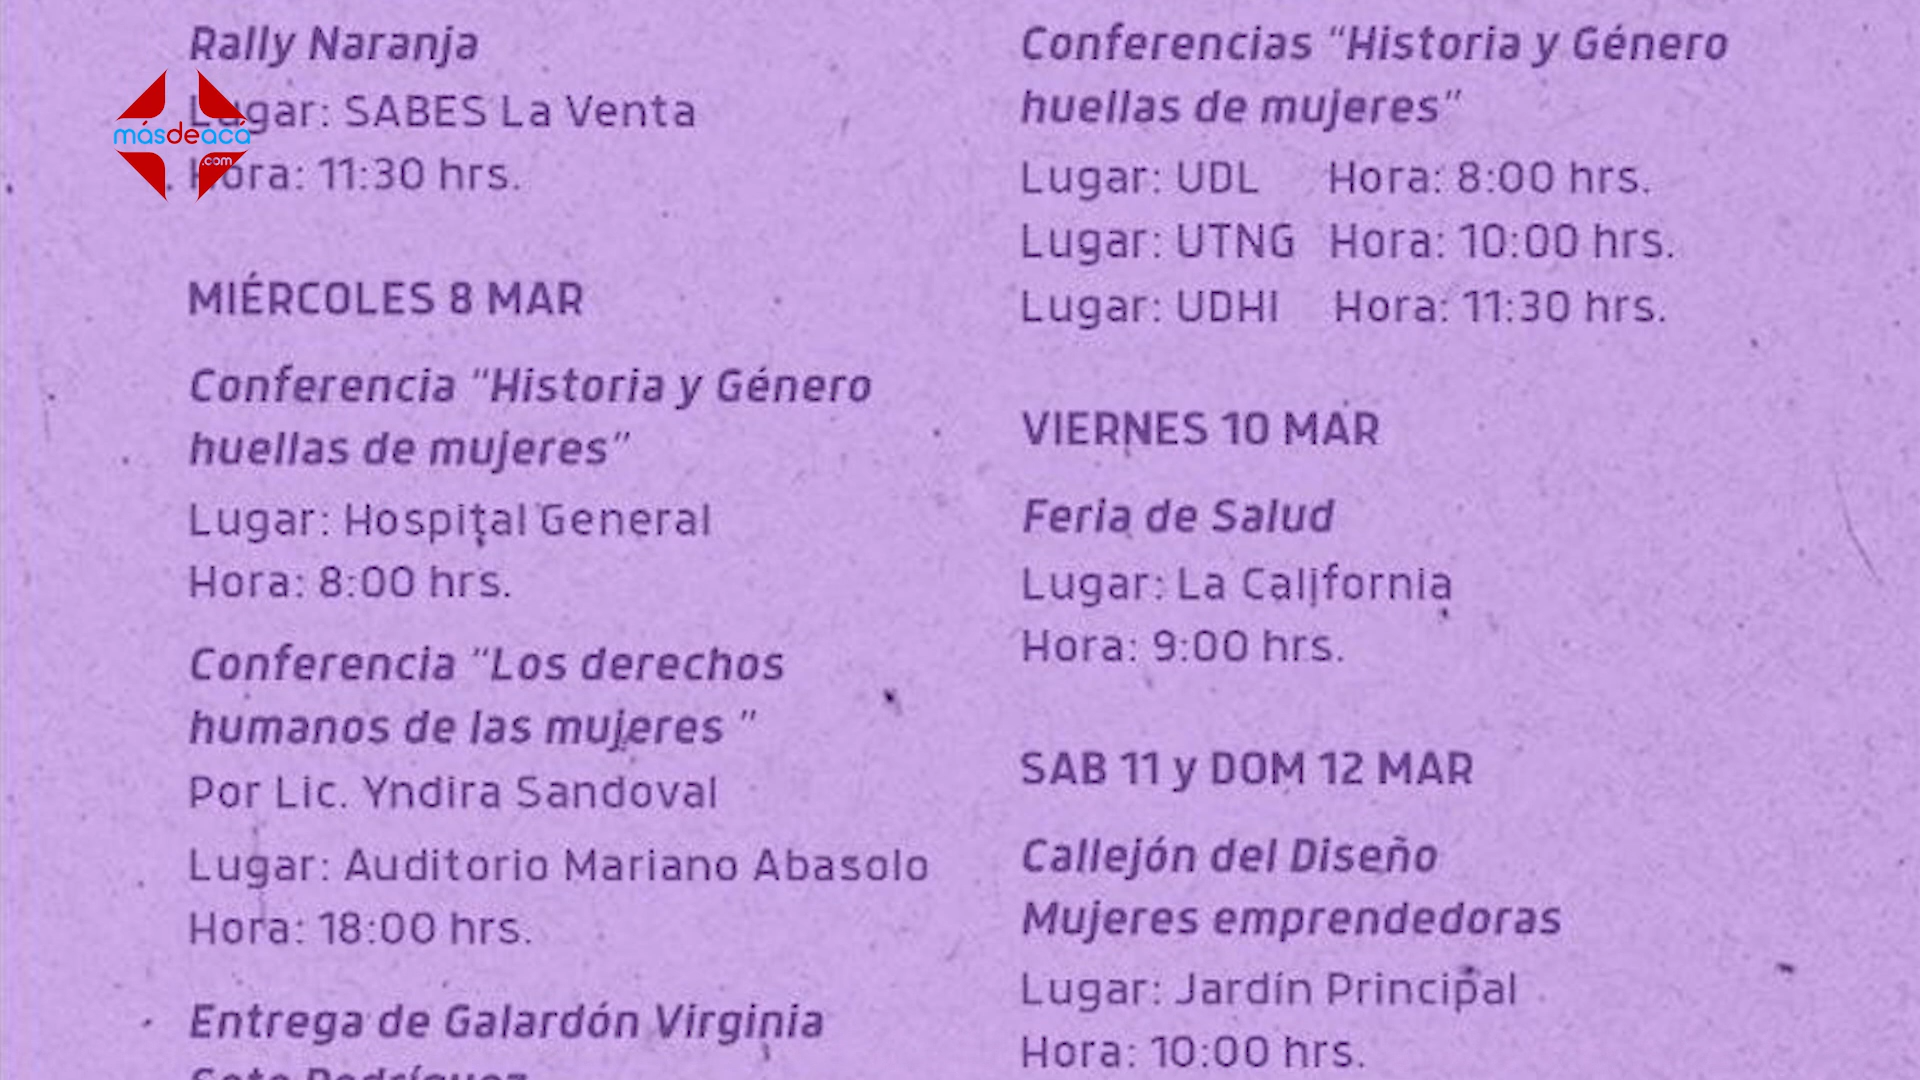 Rally Naranja
Lugar: SABES La Venta
Hora: 11:30 hrs.
másdeacá
.com
MIÉRCOLES 8 MAR
Conferencia “Historia y Género
huellas de mujeres”
Lugar: Hospital General
Hora: 8:00 hrs.
Conferencia “Los derechos
humanos de las mujeres ”
Por Lic. Yndira Sandoval
Lugar: Auditorio Mariano Abasolo
Hora: 18:00 hrs.
Entrega de Galardón Virginia
Soto Rodríguez
Conferencias “Historia y Género
huellas de mujeres”
Lugar: UDL Hora: 8:00 hrs.
Lugar: UTNG Hora: 10:00 hrs.
Lugar: UDHI Hora: 11:30 hrs.
VIERNES 10 MAR
Feria de Salud
Lugar: La California
Hora: 9:00 hrs.
SAB 11 y DOM 12 MAR
Callejón del Diseño
Mujeres emprendedoras
Lugar: Jardín Principal
Hora: 10:00 hrs.